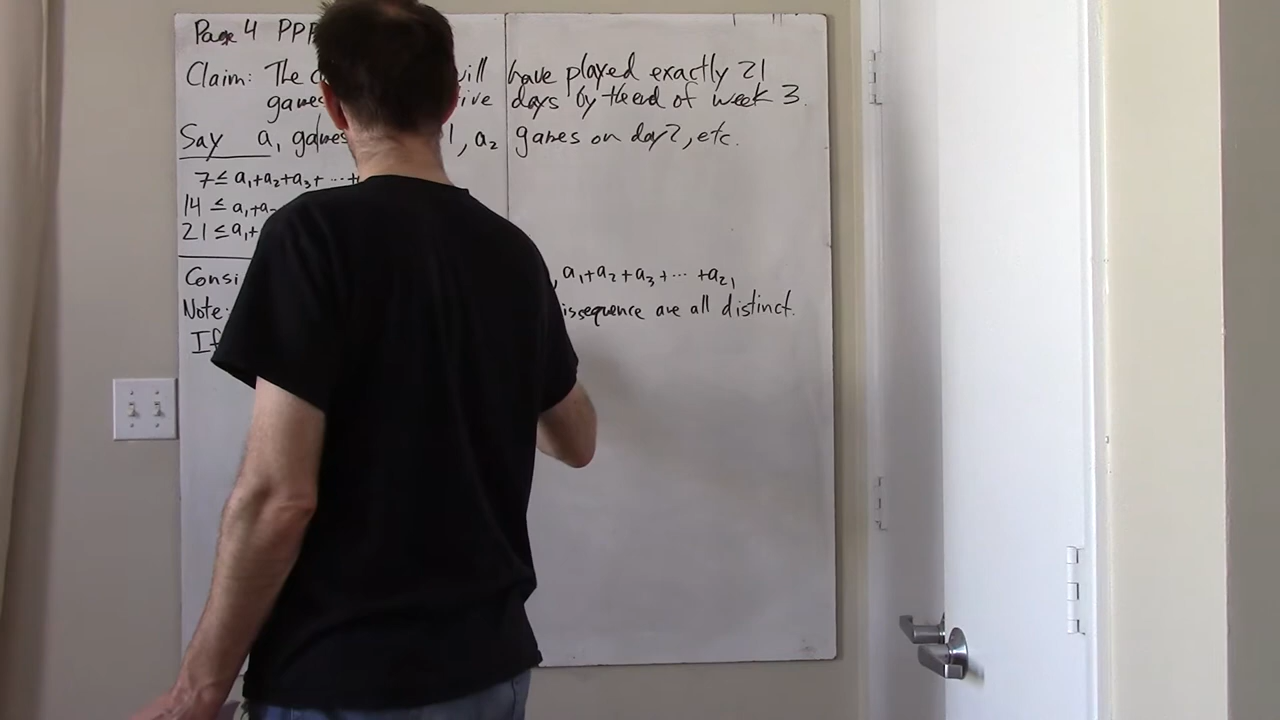 Page 4 PPP
Claim: The will have played exactly 21
games days by the end of week 3.
Say a₁ games 1, a₂ games on day 2, etc.
7 ≤ a₁+a₂+a₃+ ⋯ +
14 ≤ a₁+a₂
21 ≤ a₁+
Consi , a₁+a₂+a₃+ ⋯ +a₂₁
Note: sequence are all distinct.
If